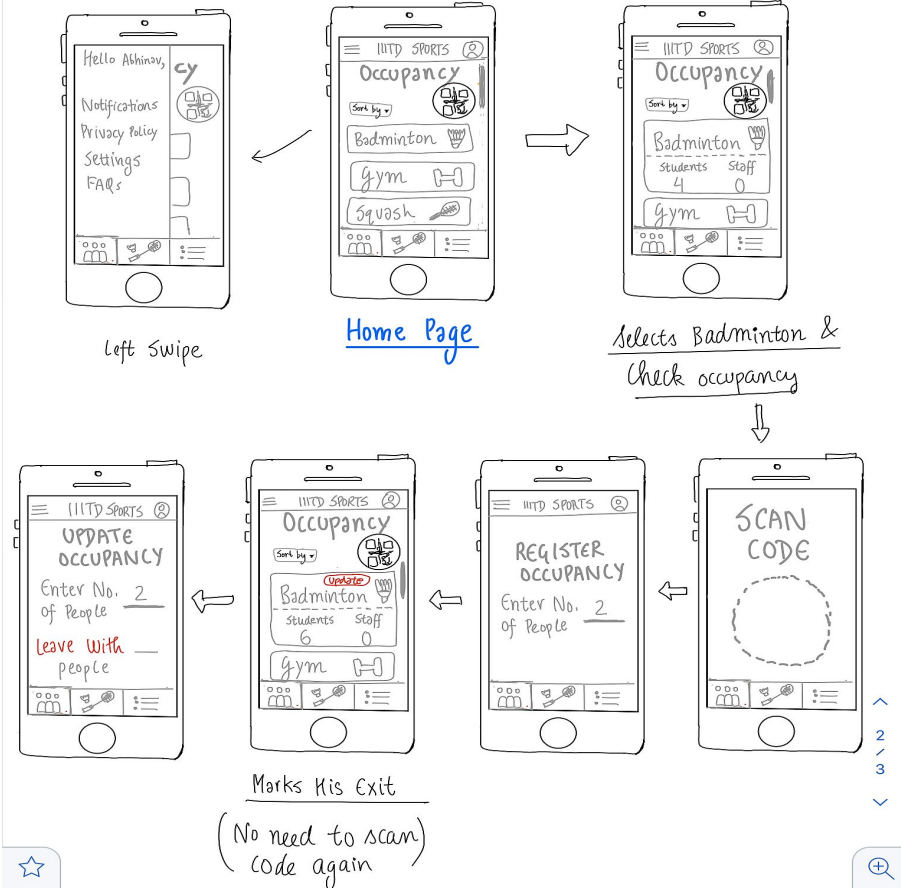 Hello Abhinav,
cy
Notifications
Privacy Policy
Settings
FAQs
Left Swipe
IIITD SPORTS
Occupancy
Sort by
Badminton
Gym
Squash
Home Page
IIITD SPORTS
Occupancy
Sort by
Badminton
Students Staff
4 0
Gym
Selects Badminton &
Check occupancy
SCAN
CODE
IIITD SPORTS
REGISTER
OCCUPANCY
Enter No. 2
of People
IIITD SPORTS
Occupancy
Sort by
Update
Badminton
Students Staff
6 0
Gym
Marks His Exit
(No need to scan
code again)
IIITD SPORTS
UPDATE
OCCUPANCY
Enter No. 2
of People
Leave With __
people
2
/
3